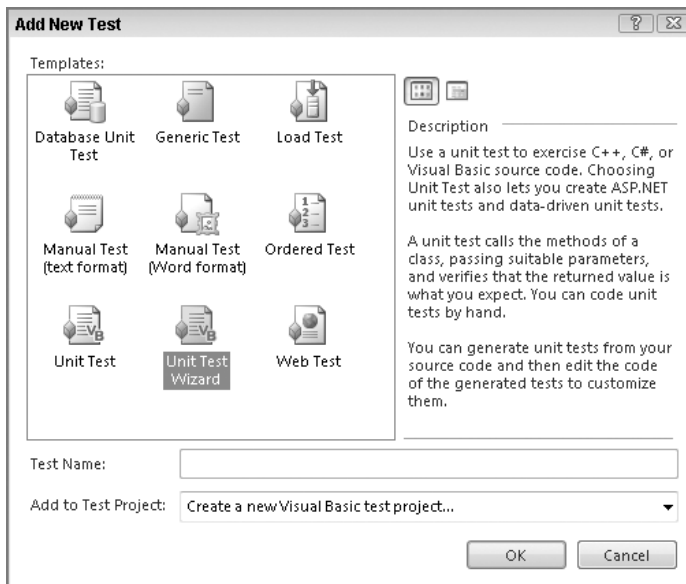 Add New Test
Templates:
Database Unit
Test
Generic Test
Load Test
Manual Test
(text format)
Manual Test
(Word format)
Ordered Test
Unit Test
Unit Test
Wizard
Web Test
Description
Use a unit test to exercise C++, C#, or
Visual Basic source code. Choosing
Unit Test also lets you create ASP.NET
unit tests and data-driven unit tests.
A unit test calls the methods of a
class, passing suitable parameters,
and verifies that the returned value is
what you expect. You can code unit
tests by hand.
You can generate unit tests from your
source code and then edit the code
of the generated tests to customize
them.
Test Name:
Add to Test Project:
Create a new Visual Basic test project...
OK
Cancel